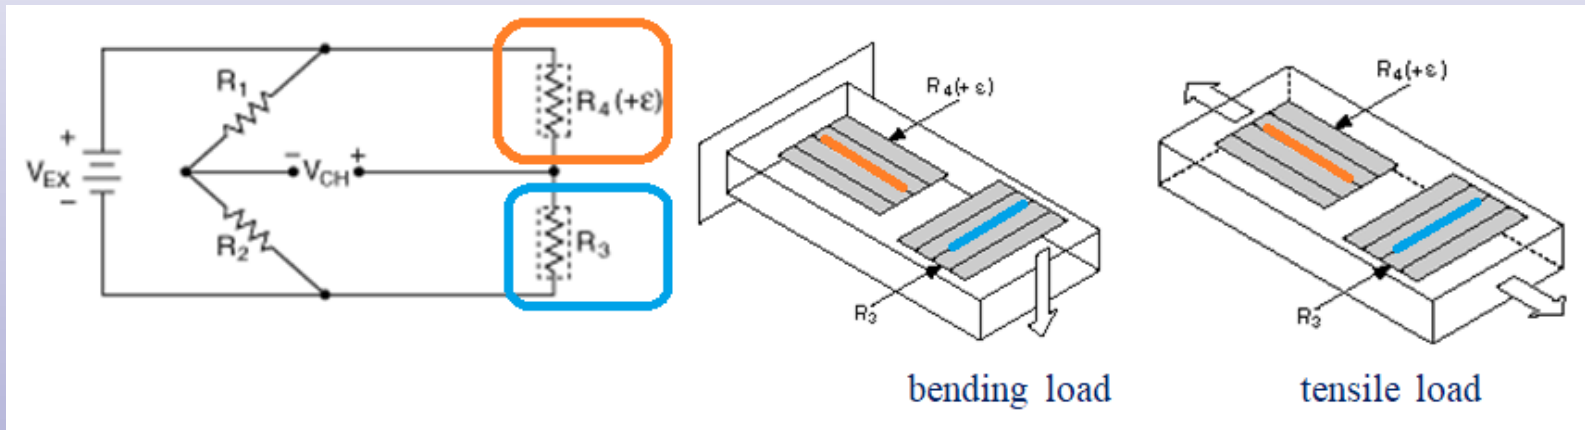 R1
R4(+ε)
+
VEX
−
− VCH +
R2
R3
R4(+ε)
R3
bending load
R4(+ε)
R3
tensile load